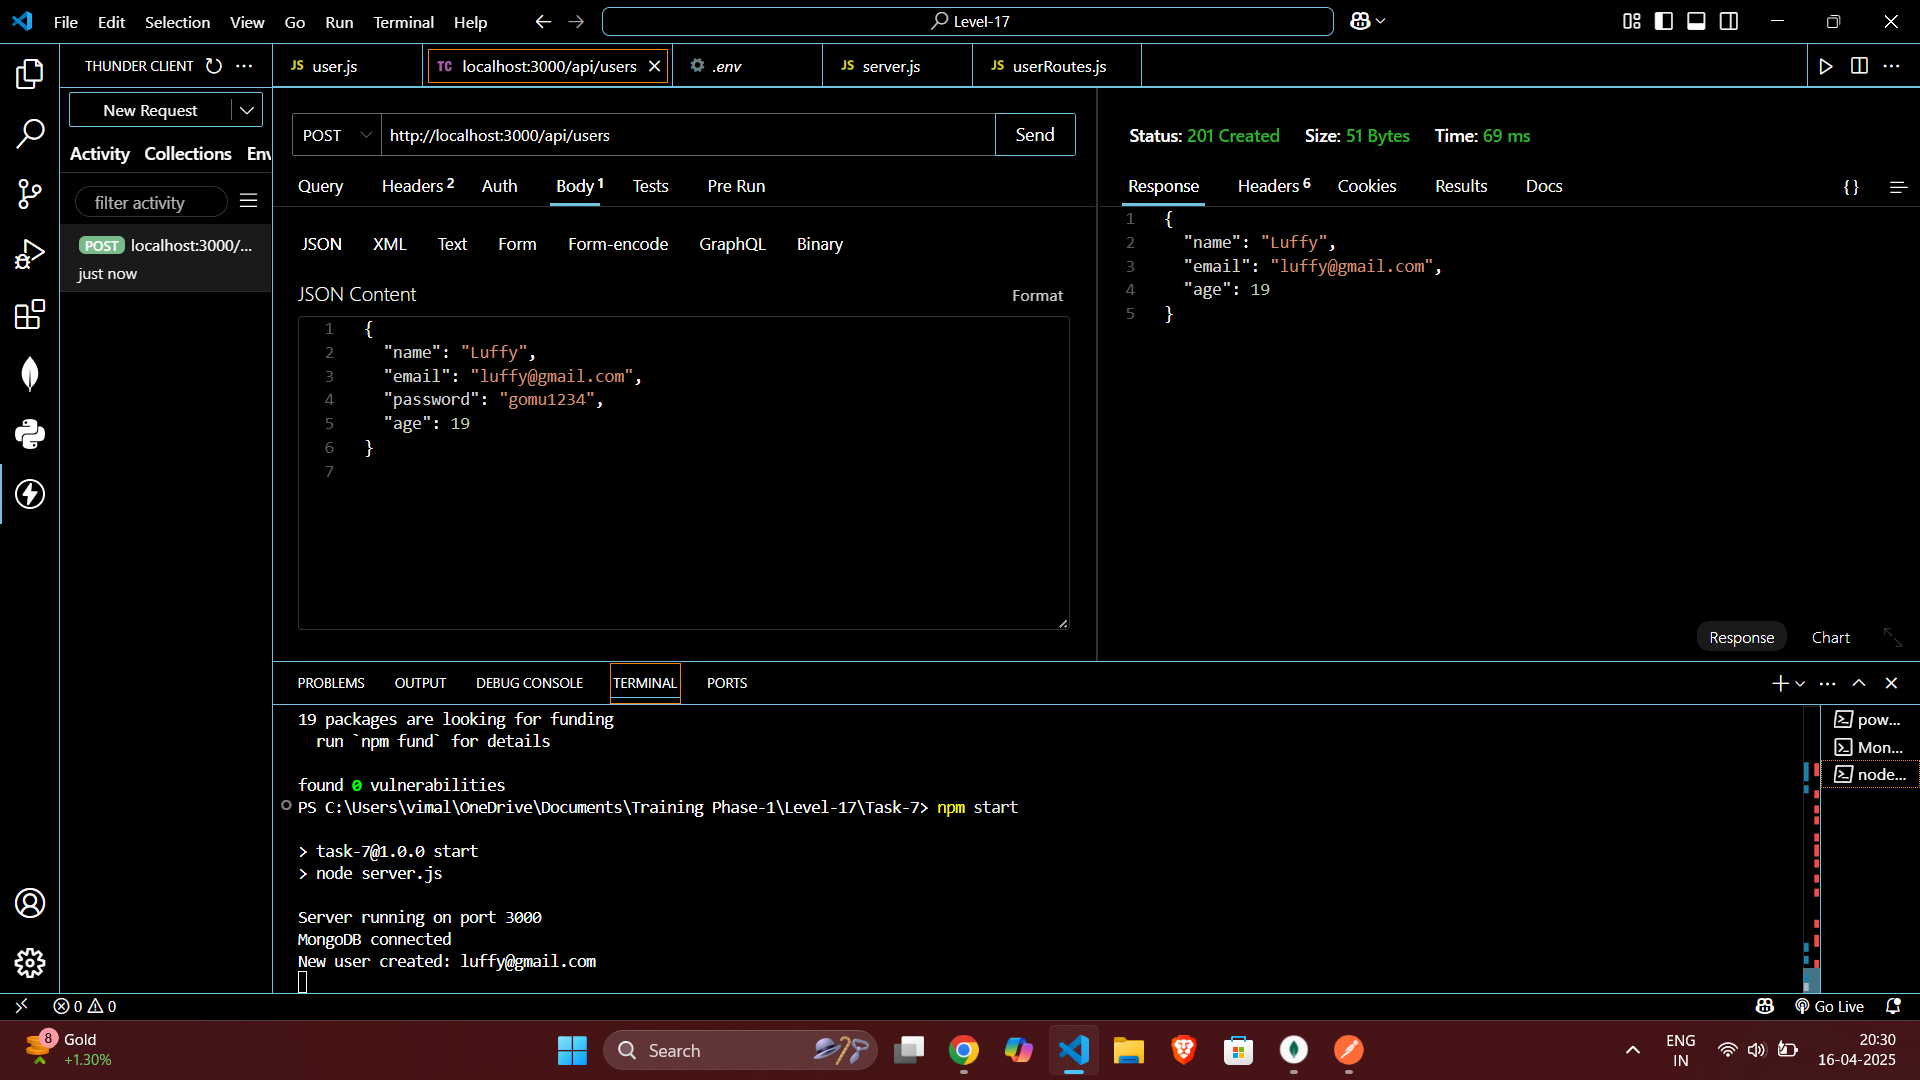 File Edit Selection View Go Run Terminal Help
Level-17
THUNDER CLIENT
New Request
Activity Collections Env
filter activity
POST localhost:3000/...
just now
JS user.js
TC localhost:3000/api/users
.env
JS server.js
JS userRoutes.js
POST http://localhost:3000/api/users Send
Query Headers 2 Auth Body 1 Tests Pre Run
JSON XML Text Form Form-encode GraphQL Binary
JSON Content Format
1 {
2 "name": "Luffy",
3 "email": "luffy@gmail.com",
4 "password": "gomu1234",
5 "age": 19
6 }
7
Status: 201 Created Size: 51 Bytes Time: 69 ms
Response Headers 6 Cookies Results Docs {}
1 {
2 "name": "Luffy",
3 "email": "luffy@gmail.com",
4 "age": 19
5 }
Response Chart
PROBLEMS OUTPUT DEBUG CONSOLE TERMINAL PORTS
19 packages are looking for funding
run `npm fund` for details
found 0 vulnerabilities
PS C:\Users\vimal\OneDrive\Documents\Training Phase-1\Level-17\Task-7> npm start
> task-7@1.0.0 start
> node server.js
Server running on port 3000
MongoDB connected
New user created: luffy@gmail.com
pow...
Mon...
node...
0 0
Go Live
8 Gold
+1.30%
Search
ENG
IN
20:30
16-04-2025